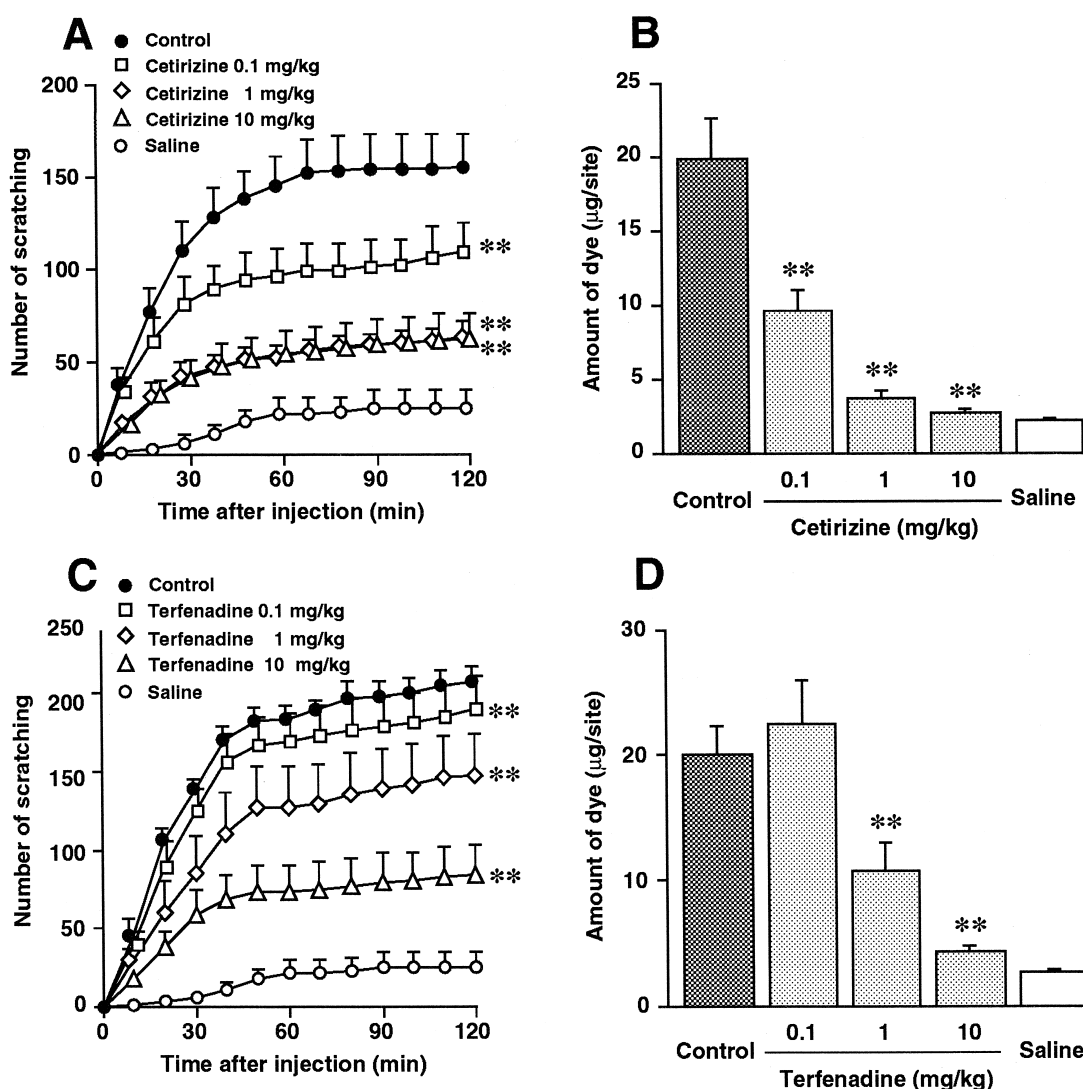 A
Control
Cetirizine 0.1 mg/kg
Cetirizine 1 mg/kg
Cetirizine 10 mg/kg
Saline
200
150
100
50
0
Number of scratching
**
**
**
0 30 60 90 120
Time after injection (min)
B
25
20
15
10
5
0
Amount of dye (μg/site)
**
**
**
Control 0.1 1 10 Saline
Cetirizine (mg/kg)
C
Control
Terfenadine 0.1 mg/kg
Terfenadine 1 mg/kg
Terfenadine 10 mg/kg
Saline
250
200
150
100
50
0
Number of scratching
**
**
**
0 30 60 90 120
Time after injection (min)
D
30
20
10
0
Amount of dye (μg/site)
**
**
Control 0.1 1 10 Saline
Terfenadine (mg/kg)